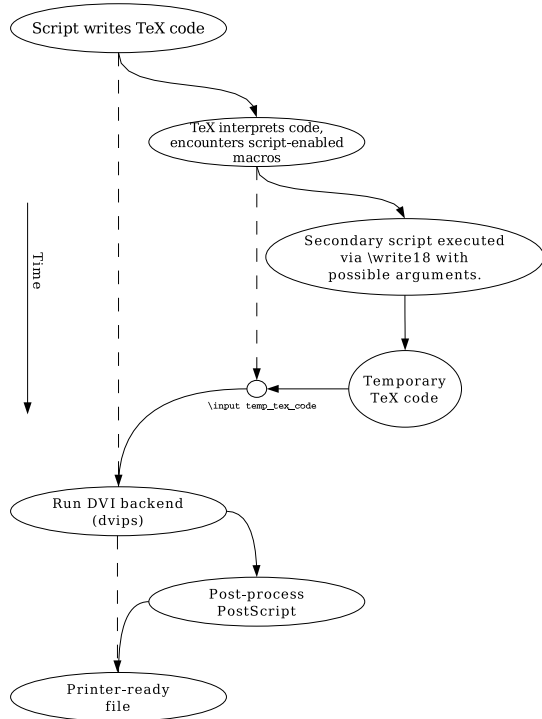 Script writes TeX code
TeX interprets code,
encounters script-enabled
macros
Secondary script executed
via \write18 with
possible arguments.
Time
Temporary
TeX code
\input temp_tex_code
Run DVI backend
(dvips)
Post-process
PostScript
Printer-ready
file